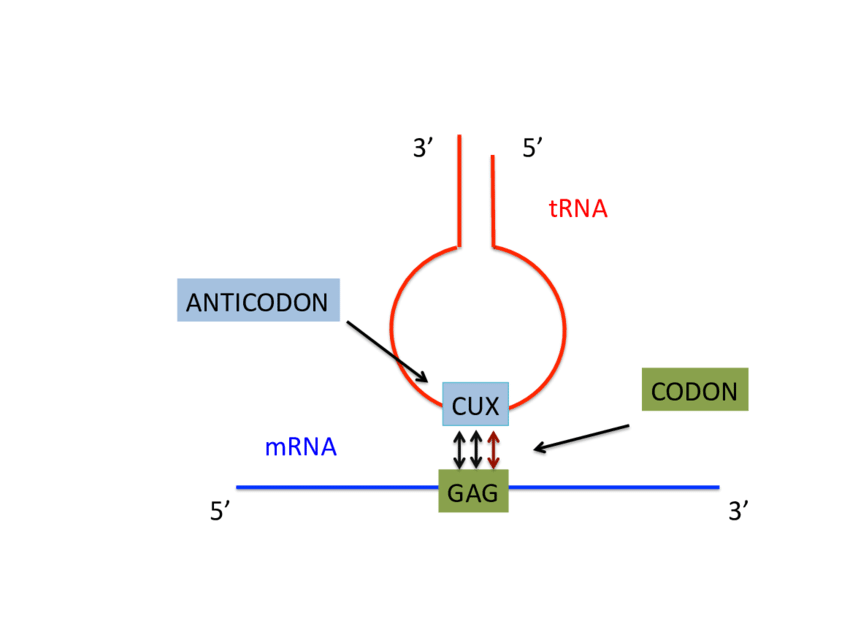 3’ 5’
tRNA
ANTICODON
CODON
CUX
mRNA
GAG
5’ 3’